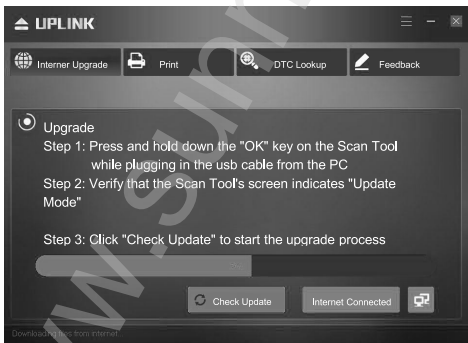 UPLINK
Interner Upgrade Print DTC Lookup Feedback
Upgrade
Step 1: Press and hold down the "OK" key on the Scan Tool
while plugging in the usb cable from the PC
Step 2: Verify that the Scan Tool's screen indicates "Update
Mode"
Step 3: Click "Check Update" to start the upgrade process
Check Update Internet Connected
Downloading files from internet...